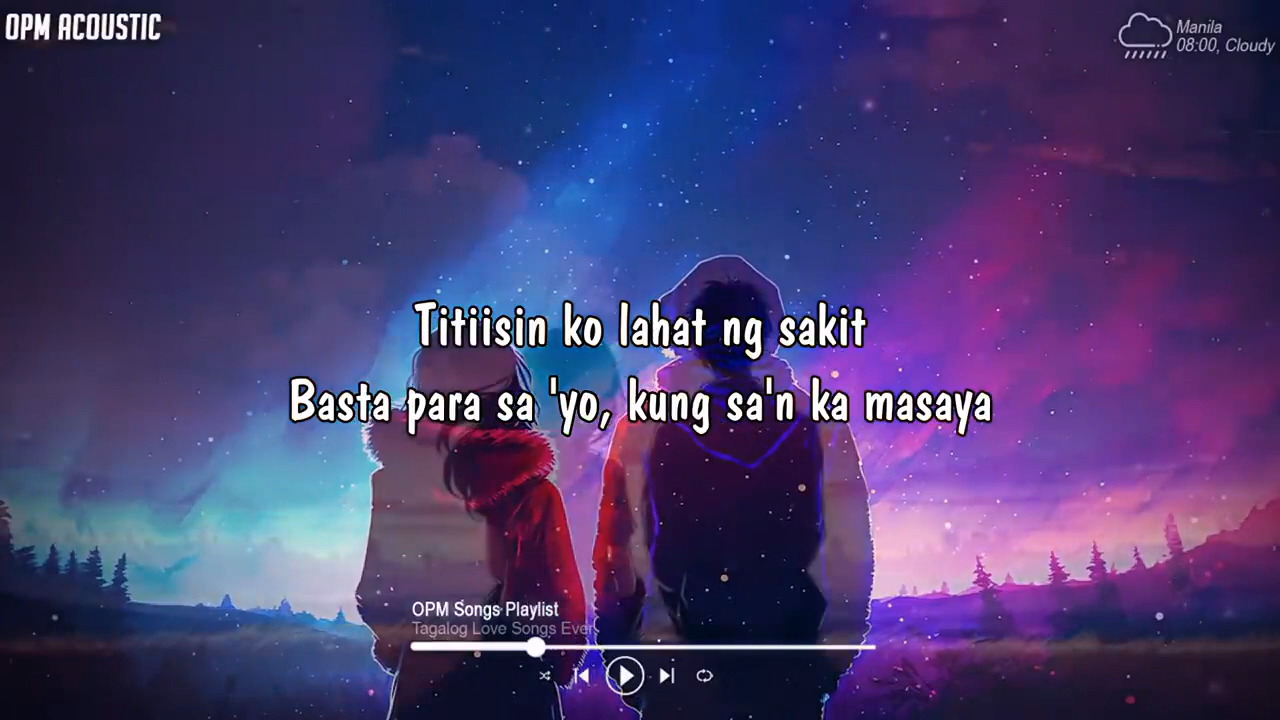 OPM ACOUSTIC
Manila
08:00, Cloudy
Titiisin ko lahat ng sakit
Basta para sa 'yo, kung sa'n ka masaya
OPM Songs Playlist
Tagalog Love Songs Ever